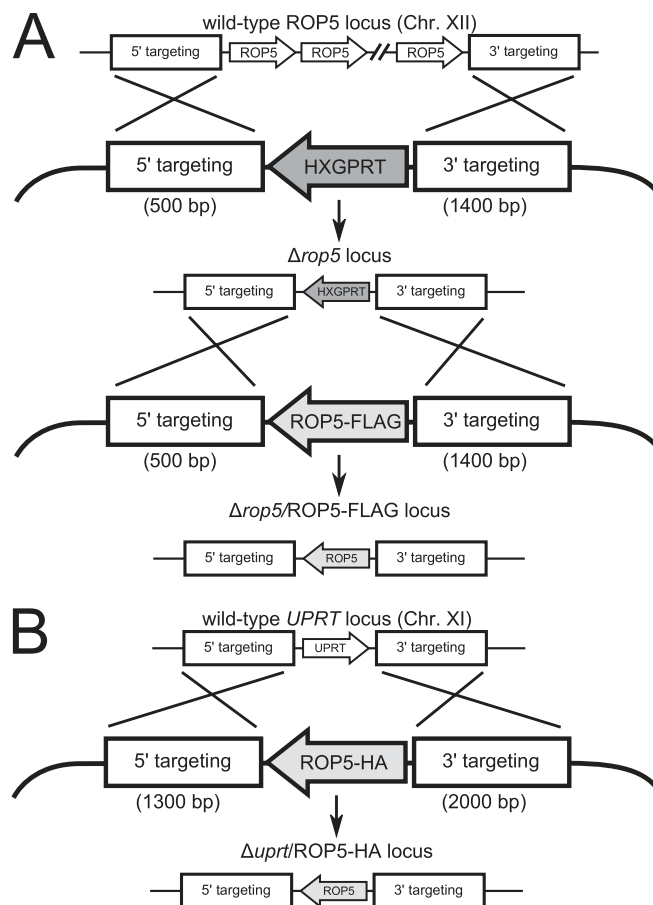 A
wild-type ROP5 locus (Chr. XII)
5' targeting ROP5 ROP5 ROP5 3' targeting
5' targeting HXGPRT 3' targeting
(500 bp) (1400 bp)
Δrop5 locus
5' targeting HXGPRT 3' targeting
5' targeting ROP5-FLAG 3' targeting
(500 bp) (1400 bp)
Δrop5/ROP5-FLAG locus
5' targeting ROP5 3' targeting
B
wild-type UPRT locus (Chr. XI)
5' targeting UPRT 3' targeting
5' targeting ROP5-HA 3' targeting
(1300 bp) (2000 bp)
Δuprt/ROP5-HA locus
5' targeting ROP5 3' targeting